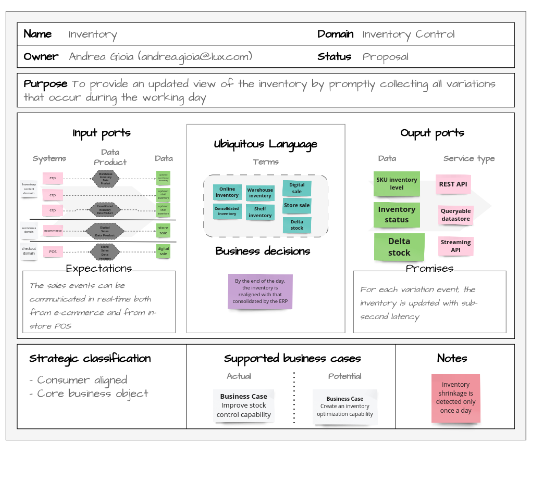 Name Inventory Domain Inventory Control
Owner Andrea Gioia (andrea.gioia@lux.com) Status Proposal
Purpose To provide an updated view of the inventory by promptly collecting all variations
that occur during the working day
Input ports
Systems Data
Product Data
POS
Expectations
The sales events can be
communicated in real-time both
from e-commerce and from in-
store POS
Ubiquitous Language
Terms
Online
inventory
Warehouse
inventory
Digital
sale
Consolidated
inventory
Shelf
inventory
Store sale
Delta
stock
Business decisions
By the end of the day,
the inventory is
realigned with that
consolidated by the ERP
Ouput ports
Data Service type
SKU inventory
level
REST API
Inventory
status
Queryable
datastore
Delta
stock
Streaming
API
Promises
For each variation event, the
inventory is updated with sub-
second latency
Strategic classification
- Consumer aligned
- Core business object
Supported business cases
Actual Potential
Business Case
Improve stock
control capability
Business Case
Create an inventory
optimization capability
Notes
Inventory
shrinkage is
detected only
once a day